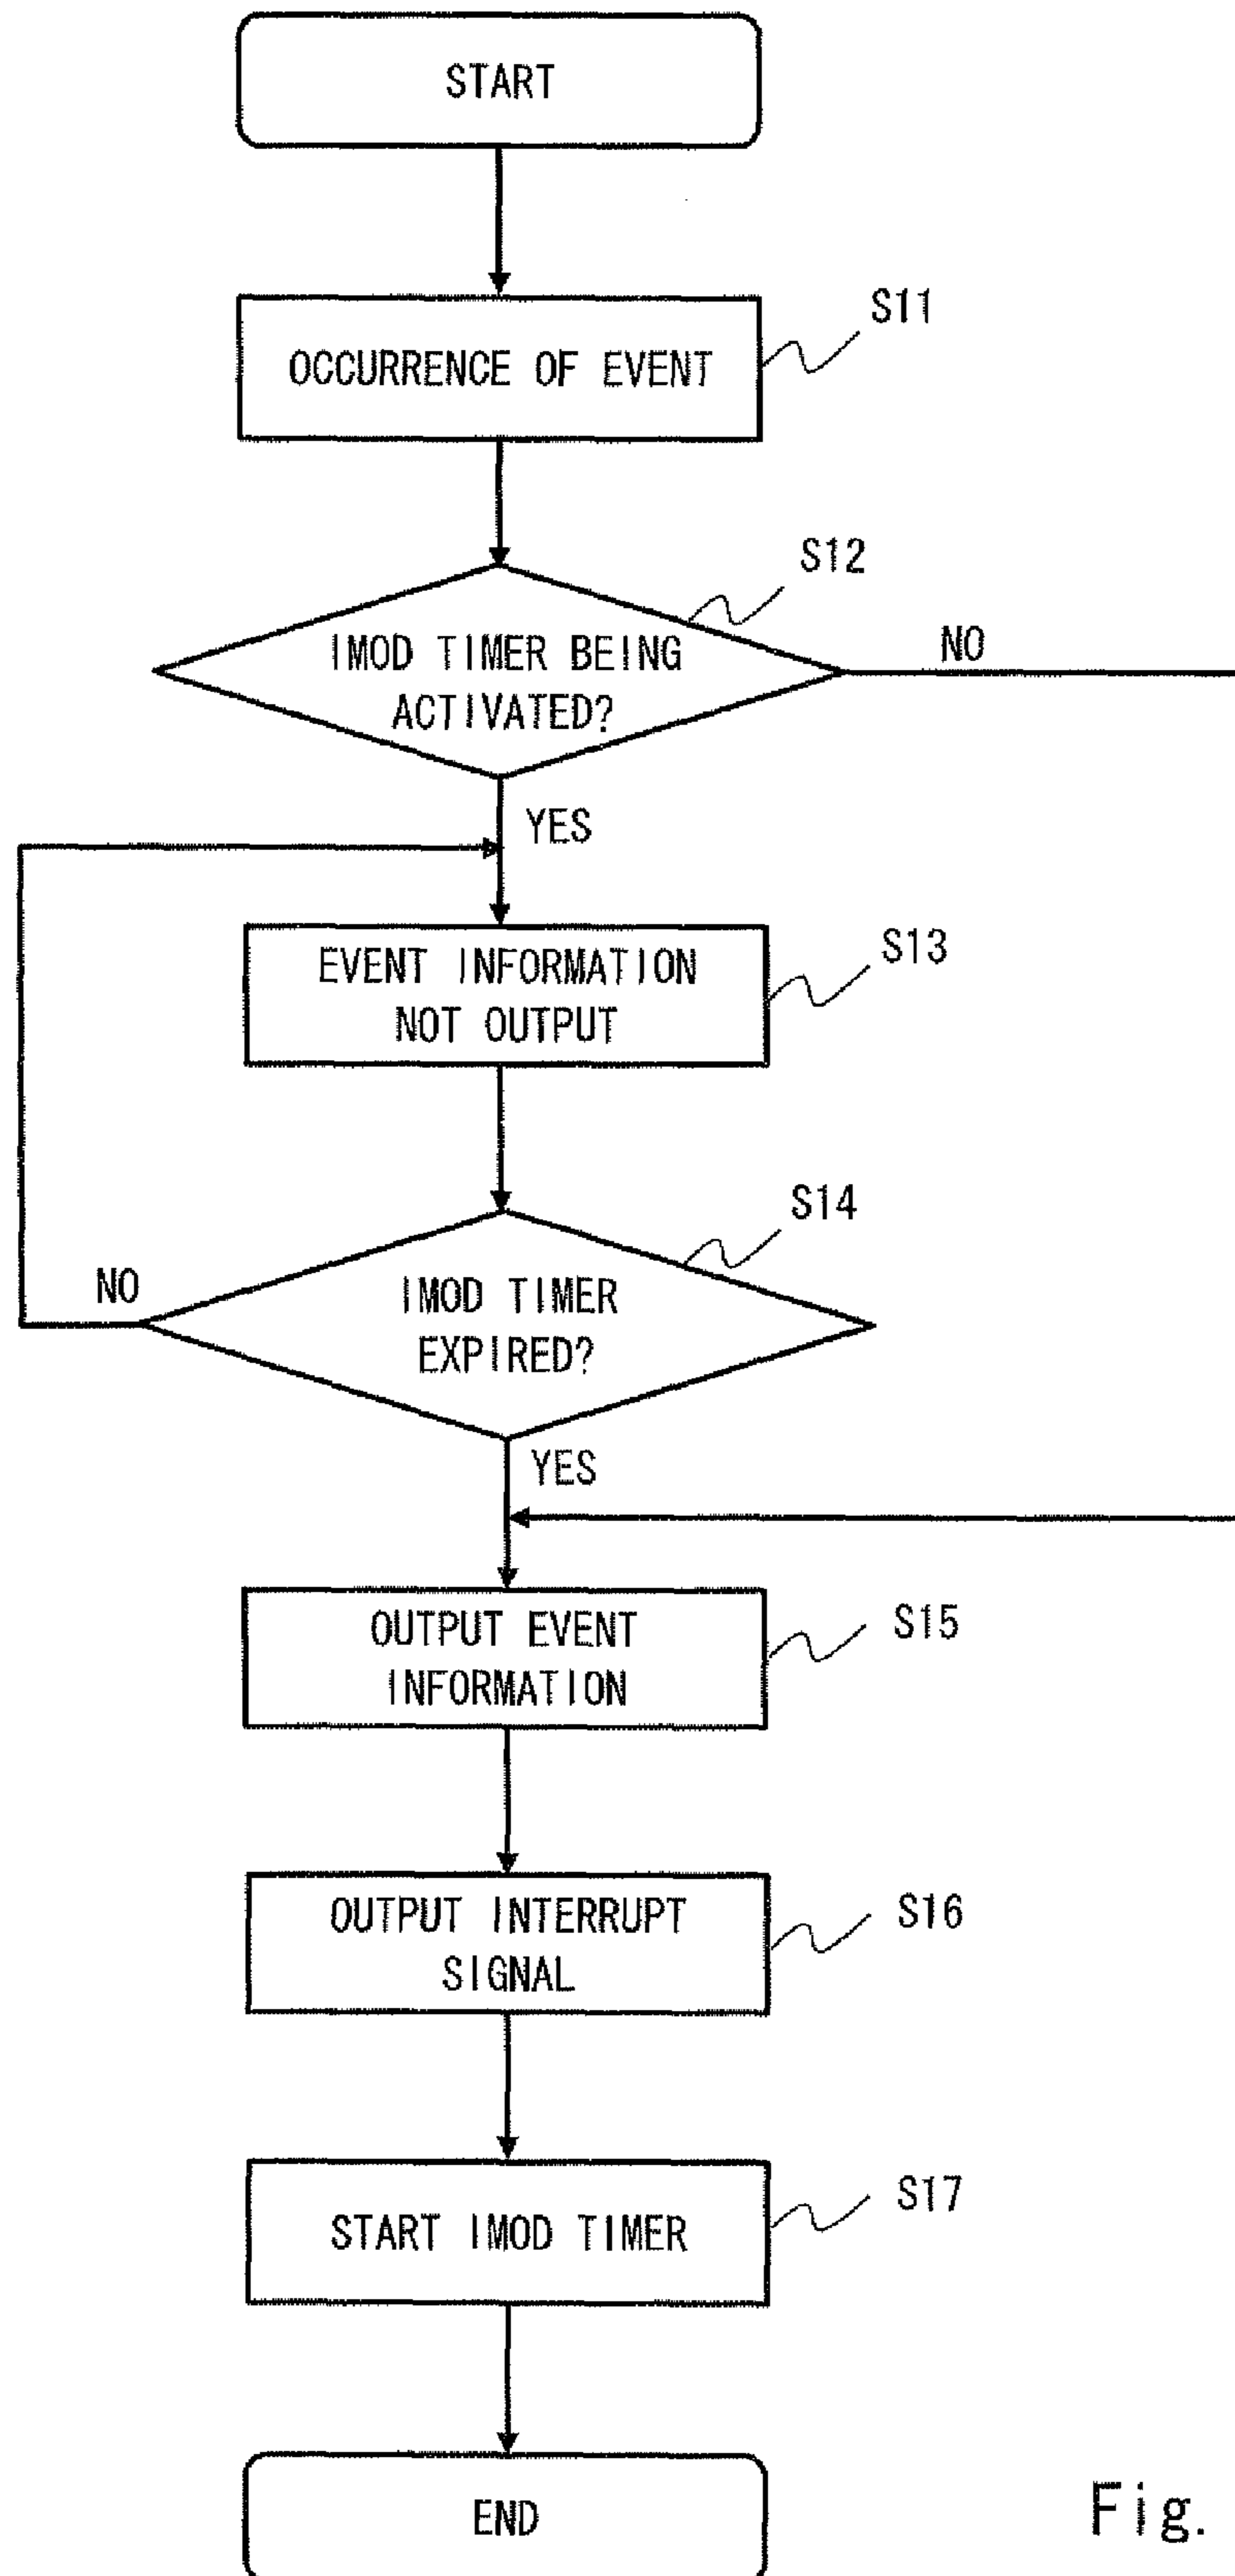 START
S11
OCCURRENCE OF EVENT
S12
IMOD TIMER BEING
ACTIVATED?
NO
YES
S13
EVENT INFORMATION
NOT OUTPUT
S14
NO
IMOD TIMER
EXPIRED?
YES
S15
OUTPUT EVENT
INFORMATION
S16
OUTPUT INTERRUPT
SIGNAL
S17
START IMOD TIMER
END
Fig.